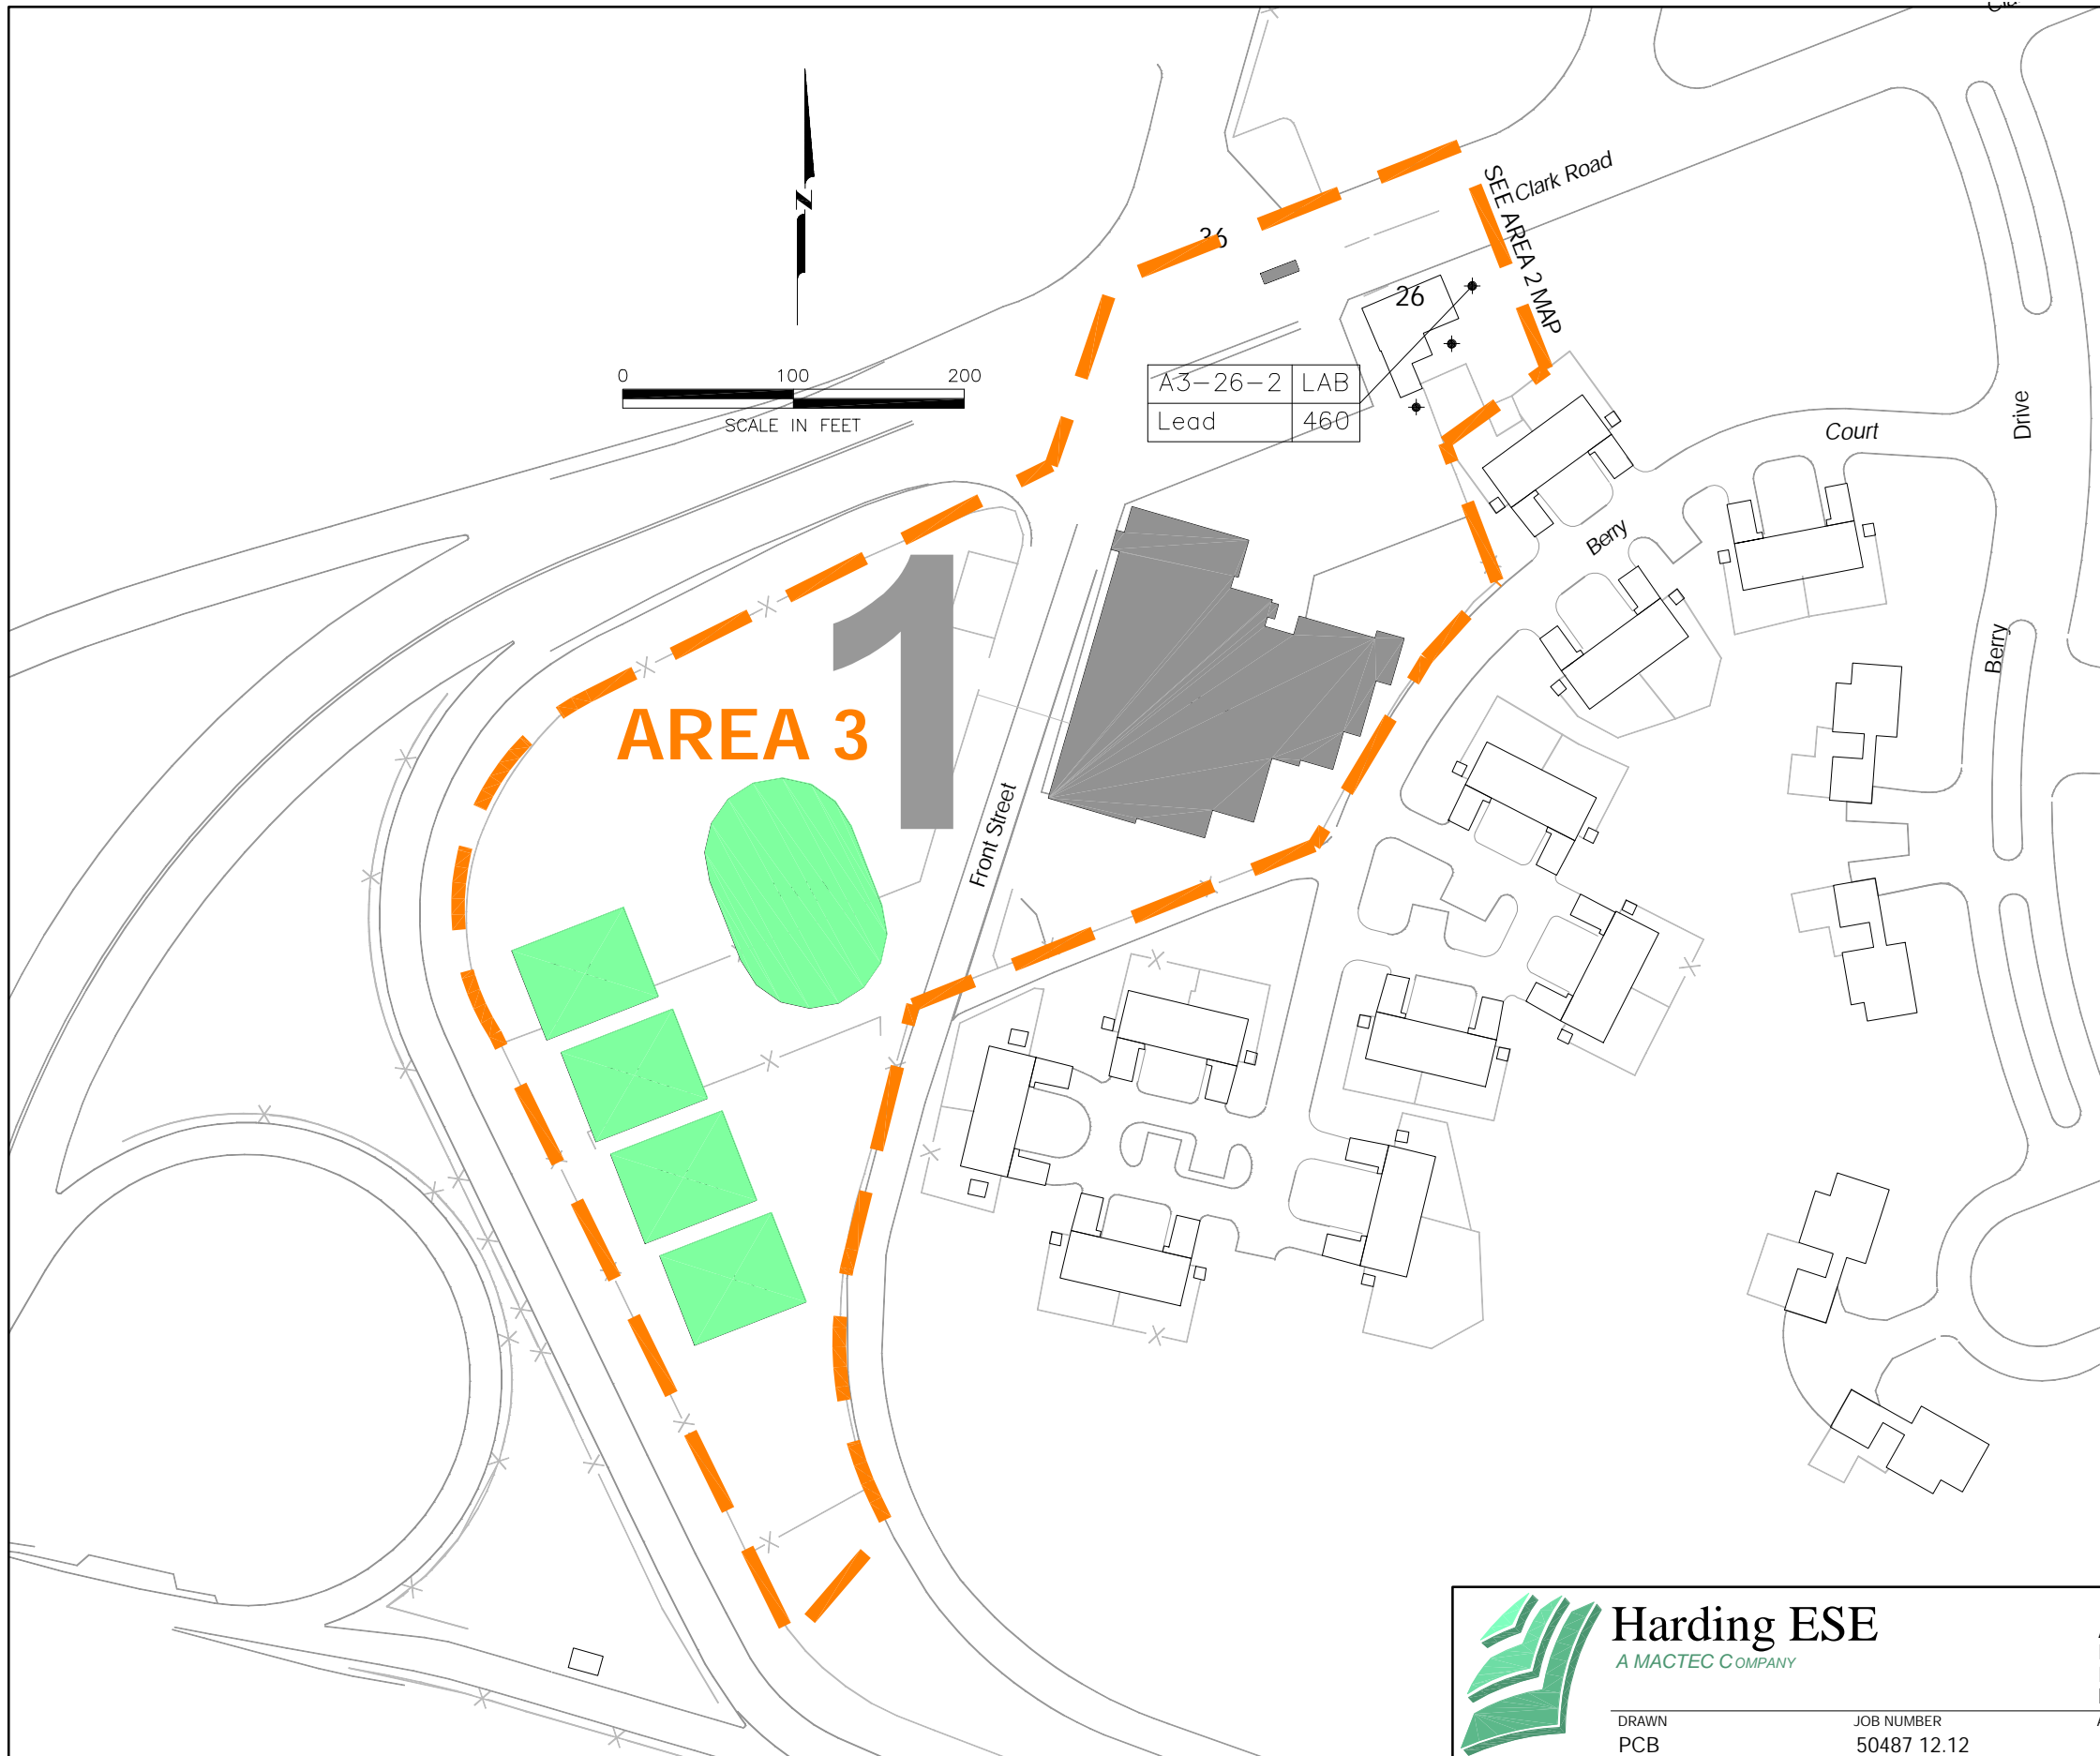 N
0 100 200
SCALE IN FEET
36
26
Clark Road
SEE AREA 2 MAP
A3-26-2 LAB
Lead 460
Court
Drive
Berry
Berry
AREA 3
1
Front Street
Harding ESE
A MACTEC COMPANY
DRAWN JOB NUMBER
PCB 50487 12.12